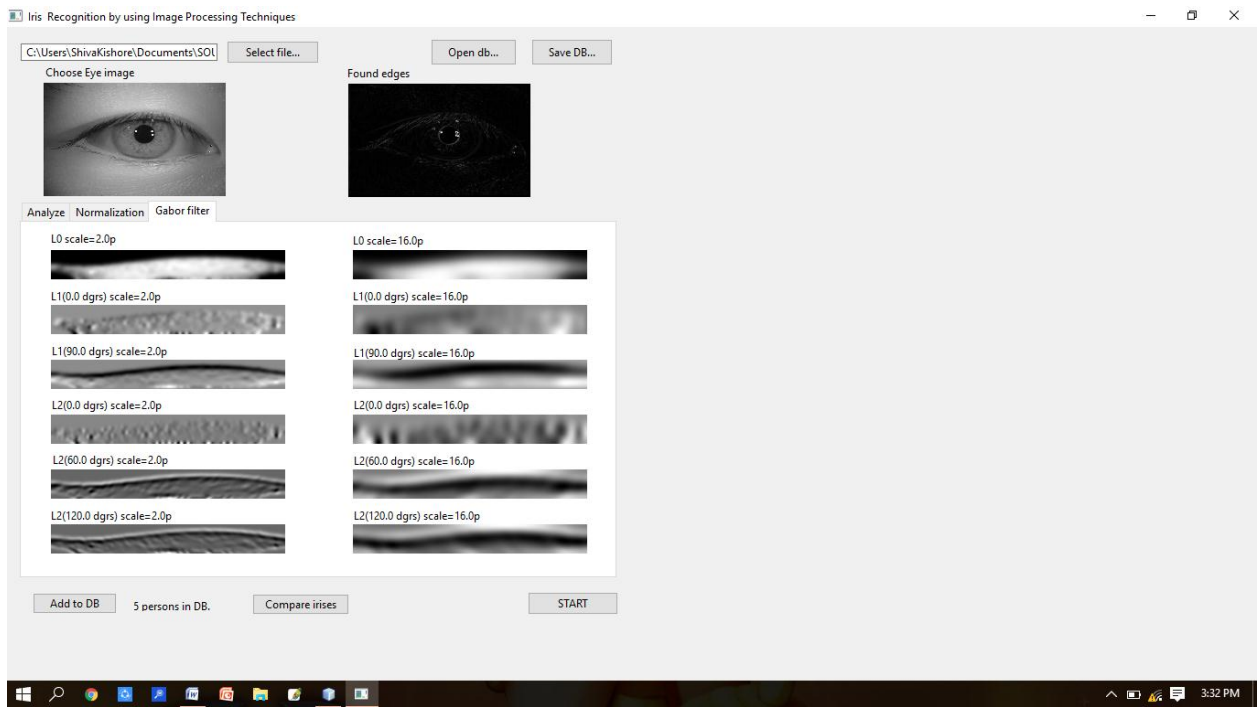 Iris Recognition by using Image Processing Techniques
C:\Users\ShivaKishore\Documents\SOU Select file... Open db... Save DB...
Choose Eye image Found edges
Analyze Normalization Gabor filter
L0 scale=2.0p L0 scale=16.0p
L1(0.0 dgrs) scale=2.0p L1(0.0 dgrs) scale=16.0p
L1(90.0 dgrs) scale=2.0p L1(90.0 dgrs) scale=16.0p
L2(0.0 dgrs) scale=2.0p L2(0.0 dgrs) scale=16.0p
L2(60.0 dgrs) scale=2.0p L2(60.0 dgrs) scale=16.0p
L2(120.0 dgrs) scale=2.0p L2(120.0 dgrs) scale=16.0p
Add to DB 5 persons in DB. Compare irises START
3:32 PM